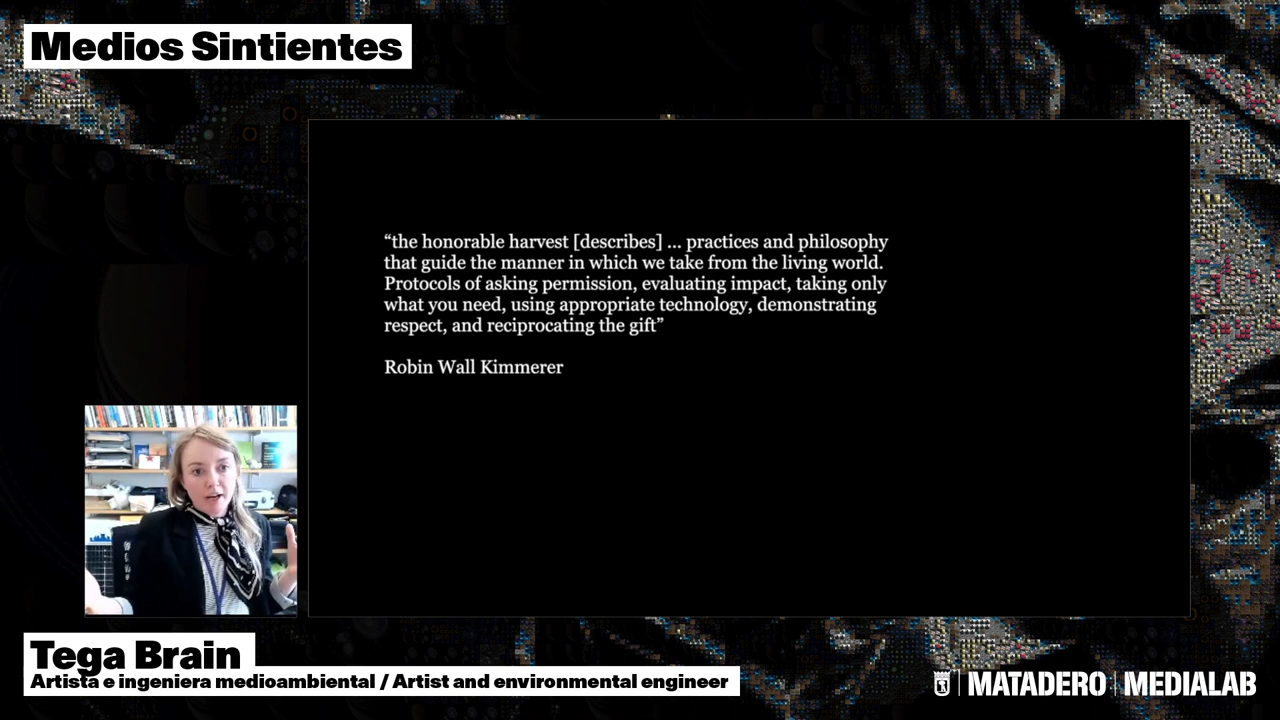 Medios Sintientes
“the honorable harvest [describes] ... practices and philosophy
that guide the manner in which we take from the living world.
Protocols of asking permission, evaluating impact, taking only
what you need, using appropriate technology, demonstrating
respect, and reciprocating the gift”
Robin Wall Kimmerer
Tega Brain
Artista e ingeniera medioambiental / Artist and environmental engineer
MATADERO MEDIALAB